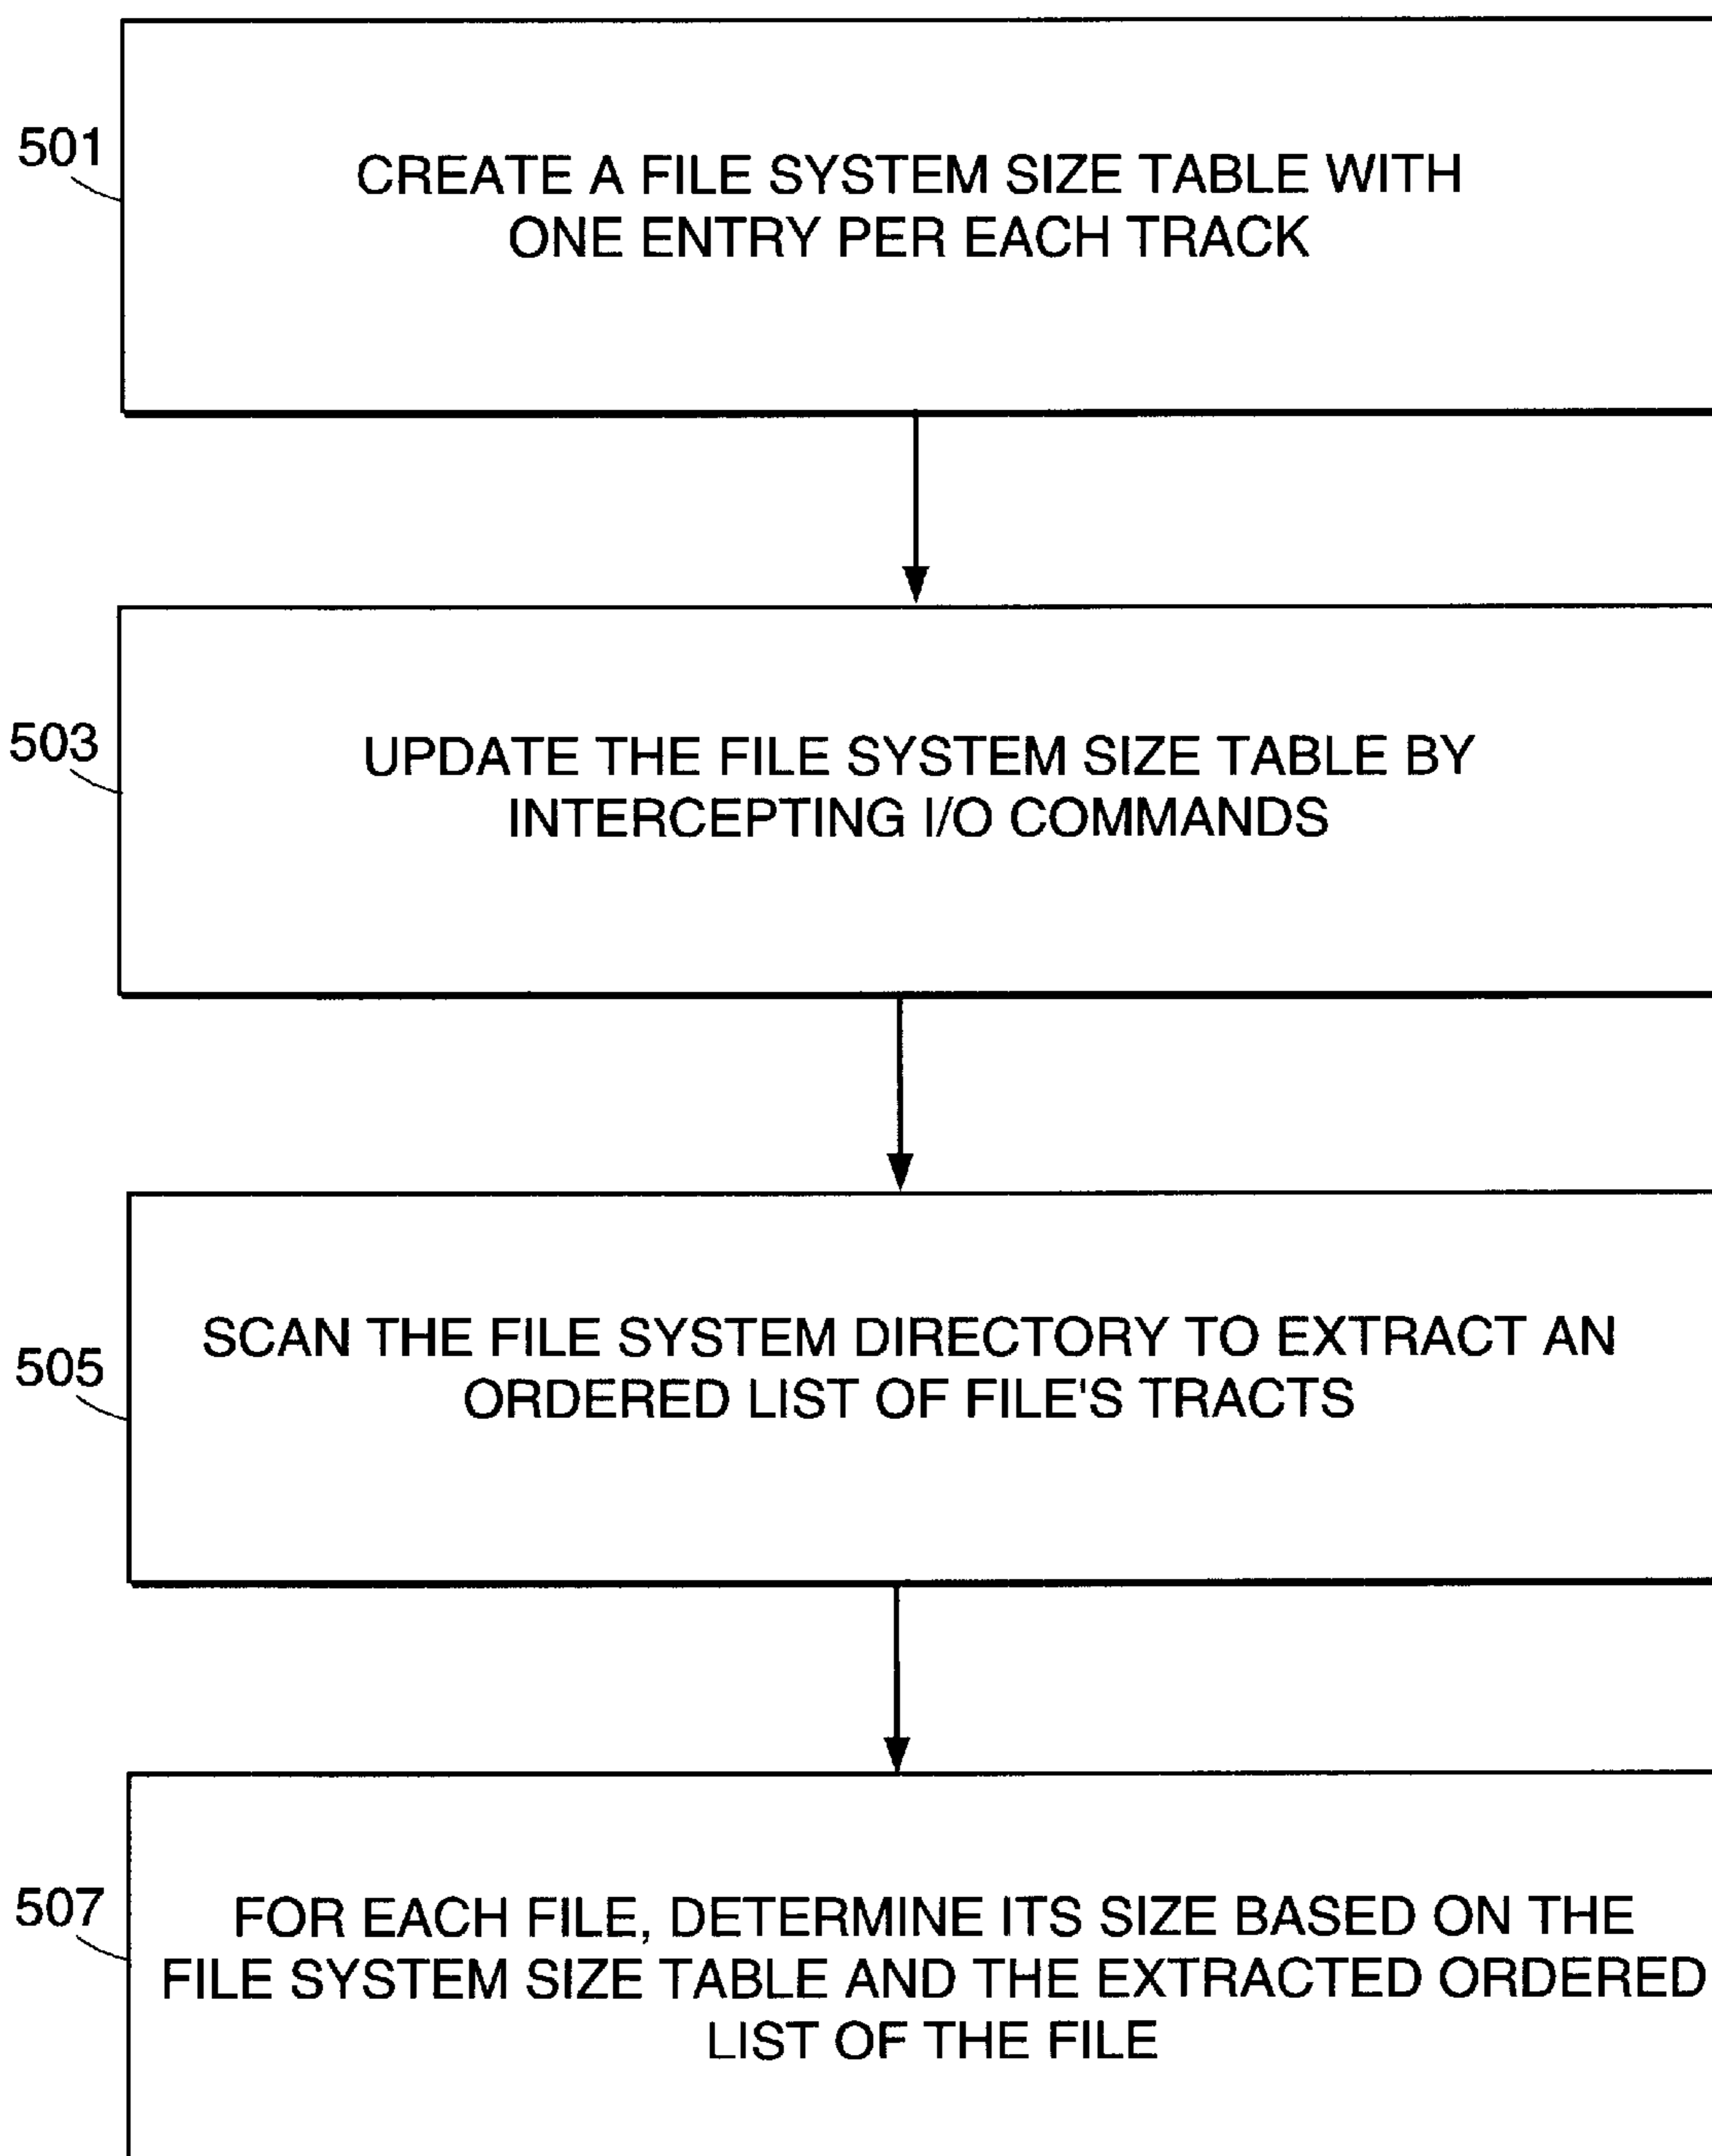 501
CREATE A FILE SYSTEM SIZE TABLE WITH
ONE ENTRY PER EACH TRACK
503
UPDATE THE FILE SYSTEM SIZE TABLE BY
INTERCEPTING I/O COMMANDS
505
SCAN THE FILE SYSTEM DIRECTORY TO EXTRACT AN
ORDERED LIST OF FILE'S TRACTS
507
FOR EACH FILE, DETERMINE ITS SIZE BASED ON THE
FILE SYSTEM SIZE TABLE AND THE EXTRACTED ORDERED
LIST OF THE FILE